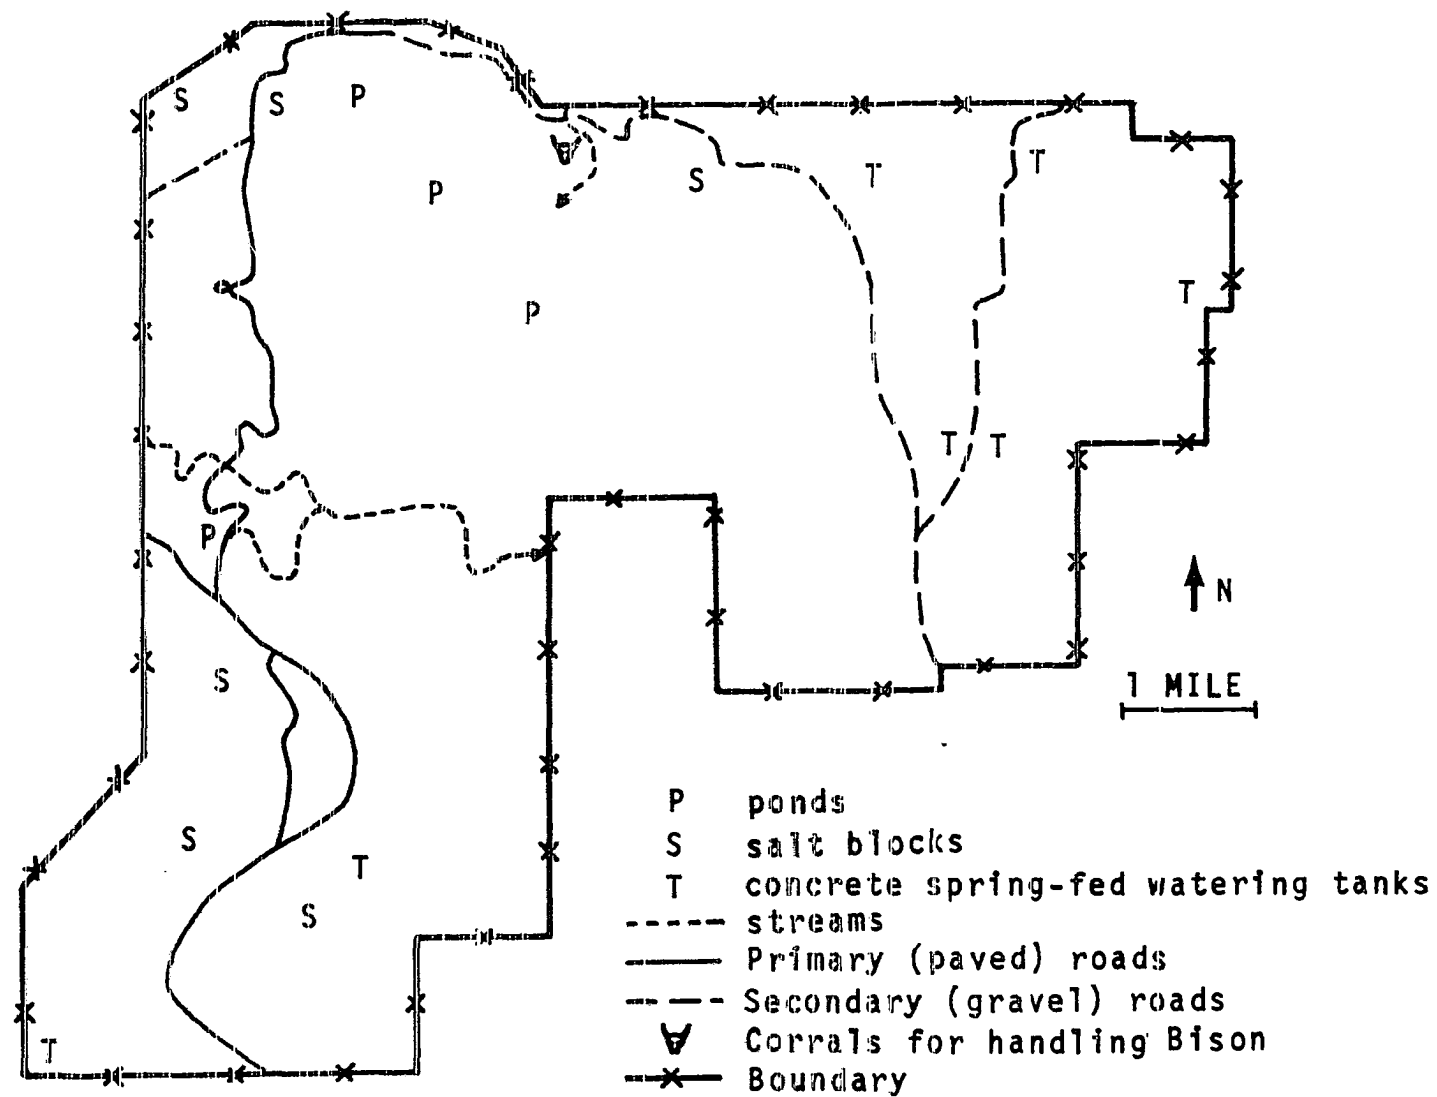 S
S
P
P
S
T
T
P
T
T
T
P
N
S
1 MILE
P ponds
S salt blocks
S
T
T concrete spring-fed watering tanks
S
streams
Primary (paved) roads
Secondary (gravel) roads
T
Corrals for handling Bison
Boundary